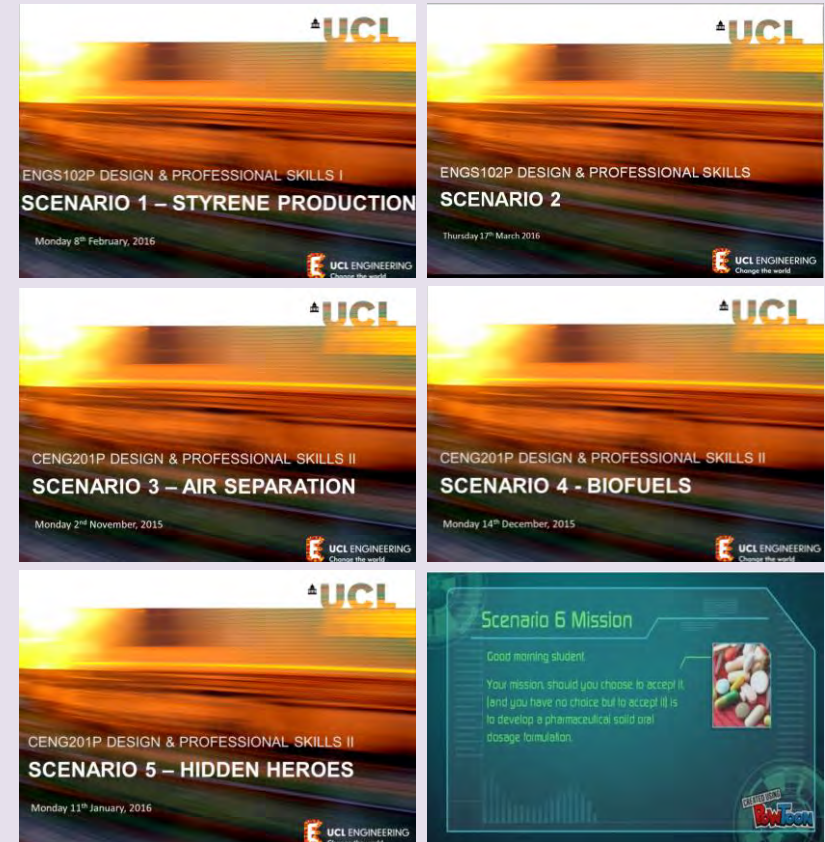 UCL
ENGS102P DESIGN & PROFESSIONAL SKILLS I
SCENARIO 1 – STYRENE PRODUCTION
Monday 8th February, 2016
UCL ENGINEERING
Change the world
UCL
ENGS102P DESIGN & PROFESSIONAL SKILLS
SCENARIO 2
Thursday 17th March 2016
UCL ENGINEERING
Change the world
UCL
CENG201P DESIGN & PROFESSIONAL SKILLS II
SCENARIO 3 – AIR SEPARATION
Monday 2nd November, 2015
UCL ENGINEERING
Change the world
UCL
CENG201P DESIGN & PROFESSIONAL SKILLS II
SCENARIO 4 - BIOFUELS
Monday 14th December, 2015
UCL ENGINEERING
Change the world
UCL
CENG201P DESIGN & PROFESSIONAL SKILLS II
SCENARIO 5 – HIDDEN HEROES
Monday 11th January, 2016
UCL ENGINEERING
Scenario 6 Mission
Good morning student.
Your mission, should you choose to accept it,
(and you have no choice but to accept it) is
to develop a pharmaceutical solid oral
dosage formulation.
CREATED USING
POWTOON